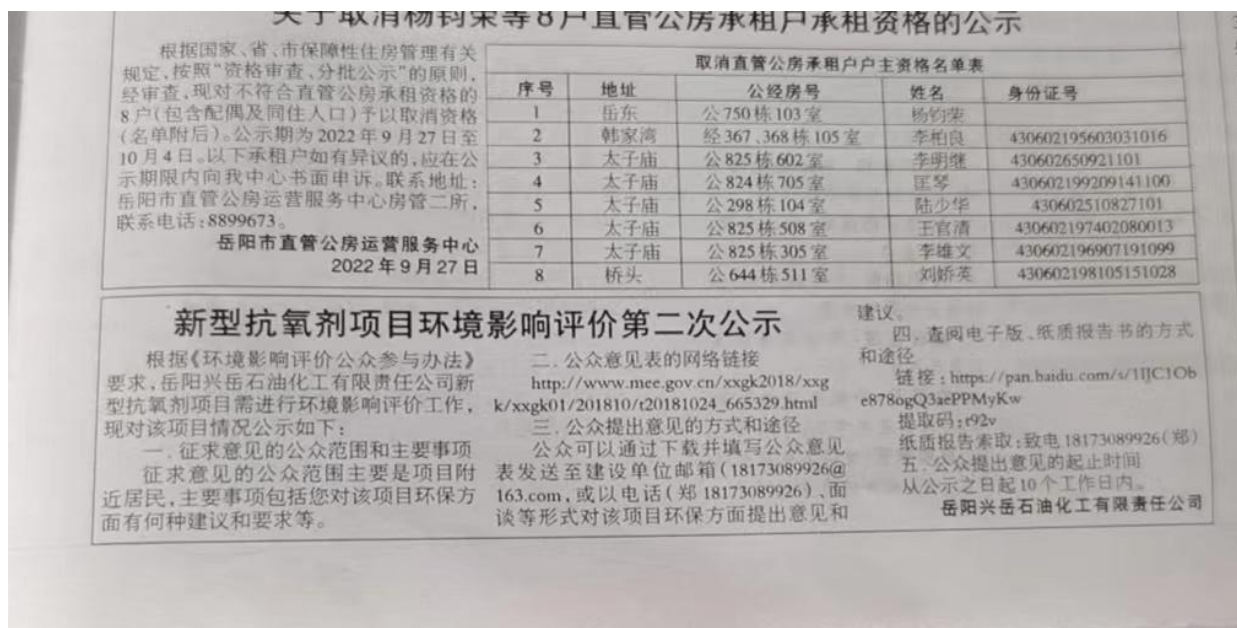 关于取消杨钧荣等8户直管公房承租户承租资格的公示
根据国家、省、市保障性住房管理有关
规定,按照“资格审查、分批公示”的原则,
经审查,现对不符合直管公房承租资格的
8户(包含配偶及同住人口)予以取消资格
(名单附后)。公示期为2022年9月27日至
10月4日。以下承租户如有异议的,应在公
示期限内向我中心书面申诉。联系地址:
岳阳市直管公房运营服务中心房管二所,
联系电话:8899673。
岳阳市直管公房运营服务中心
2022年9月27日
取消直管公房承租户户主资格名单表
序号 地址 公经房号 姓名 身份证号
1 岳东 公750栋103室 杨钧荣
2 韩家湾 经367、368栋105室 李柏良 430602195603031016
3 太子庙 公825栋602室 李明继 430602650921101
4 太子庙 公824栋705室 匡琴 430602199209141100
5 太子庙 公298栋104室 陆少华 430602510827101
6 太子庙 公825栋508室 王官清 430602197402080013
7 太子庙 公825栋305室 李雄文 430602196907191099
8 桥头 公644栋511室 刘娇英 430602198105151028
新型抗氧剂项目环境影响评价第二次公示
根据《环境影响评价公众参与办法》
要求,岳阳兴岳石油化工有限责任公司新
型抗氧剂项目需进行环境影响评价工作,
现对该项目情况公示如下:
一、征求意见的公众范围和主要事项
征求意见的公众范围主要是项目附
近居民,主要事项包括您对该项目环保方
面有何种建议和要求等。
二、公众意见表的网络链接
http://www.mee.gov.cn/xxgk2018/xxg
k/xxgk01/201810/t20181024_665329.html
三、公众提出意见的方式和途径
公众可以通过下载并填写公众意见
表发送至建设单位邮箱(18173089926@
163.com,或以电话(郑18173089926)、面
谈等形式对该项目环保方面提出意见和
建议。
四、查阅电子版、纸质报告书的方式
和途径
链接:https://pan.baidu.com/s/1IJC1Ob
e878ogQ3aePPMyKw
提取码:r92v
纸质报告索取:致电18173089926(郑)
五、公众提出意见的起止时间
从公示之日起10个工作日内。
岳阳兴岳石油化工有限责任公司